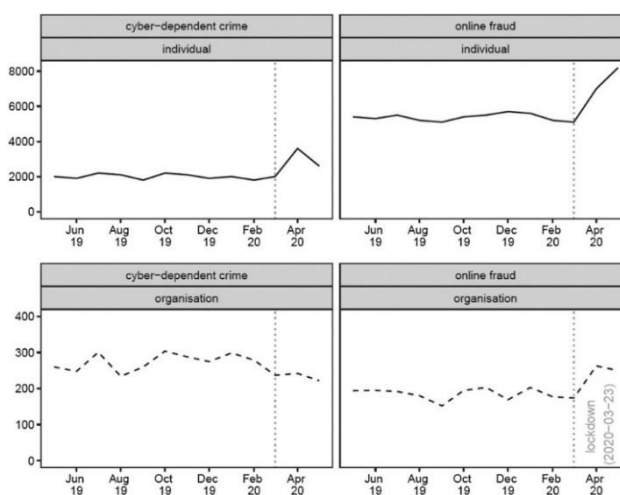 cyber-dependent crime
online fraud
individual
individual
8000
6000
4000
2000
0
Jun Aug Oct Dec Feb Apr
19 19 19 19 20 20
Jun Aug Oct Dec Feb Apr
19 19 19 19 20 20
cyber-dependent crime
online fraud
organisation
organisation
400
300
200
100
0
lockdown
(2020-03-23)
Jun Aug Oct Dec Feb Apr
19 19 19 19 20 20
Jun Aug Oct Dec Feb Apr
19 19 19 19 20 20